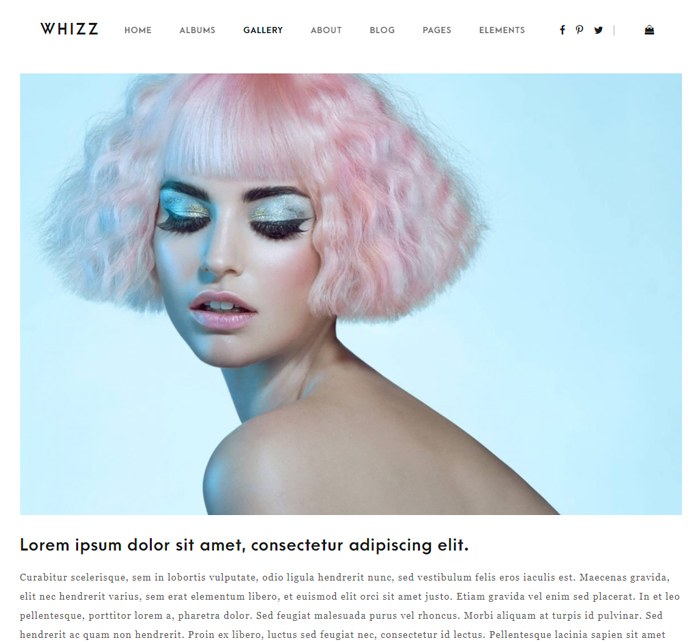 WHIZZ HOME ALBUMS GALLERY ABOUT BLOG PAGES ELEMENTS
Lorem ipsum dolor sit amet, consectetur adipiscing elit.
Curabitur scelerisque, sem in lobortis vulputate, odio ligula hendrerit nunc, sed vestibulum felis eros iaculis est. Maecenas gravida,
elit nec hendrerit varius, sem erat elementum libero, et euismod elit orci sit amet justo. Etiam gravida vel enim sed placerat. In et leo
pellentesque, porttitor lorem a, pharetra dolor. Sed feugiat malesuada purus vel rhoncus. Morbi aliquam at turpis id pulvinar. Sed
hendrerit ac quam non hendrerit. Proin ex libero, luctus sed feugiat nec, consectetur id lectus. Pellentesque lacinia sapien sit amet